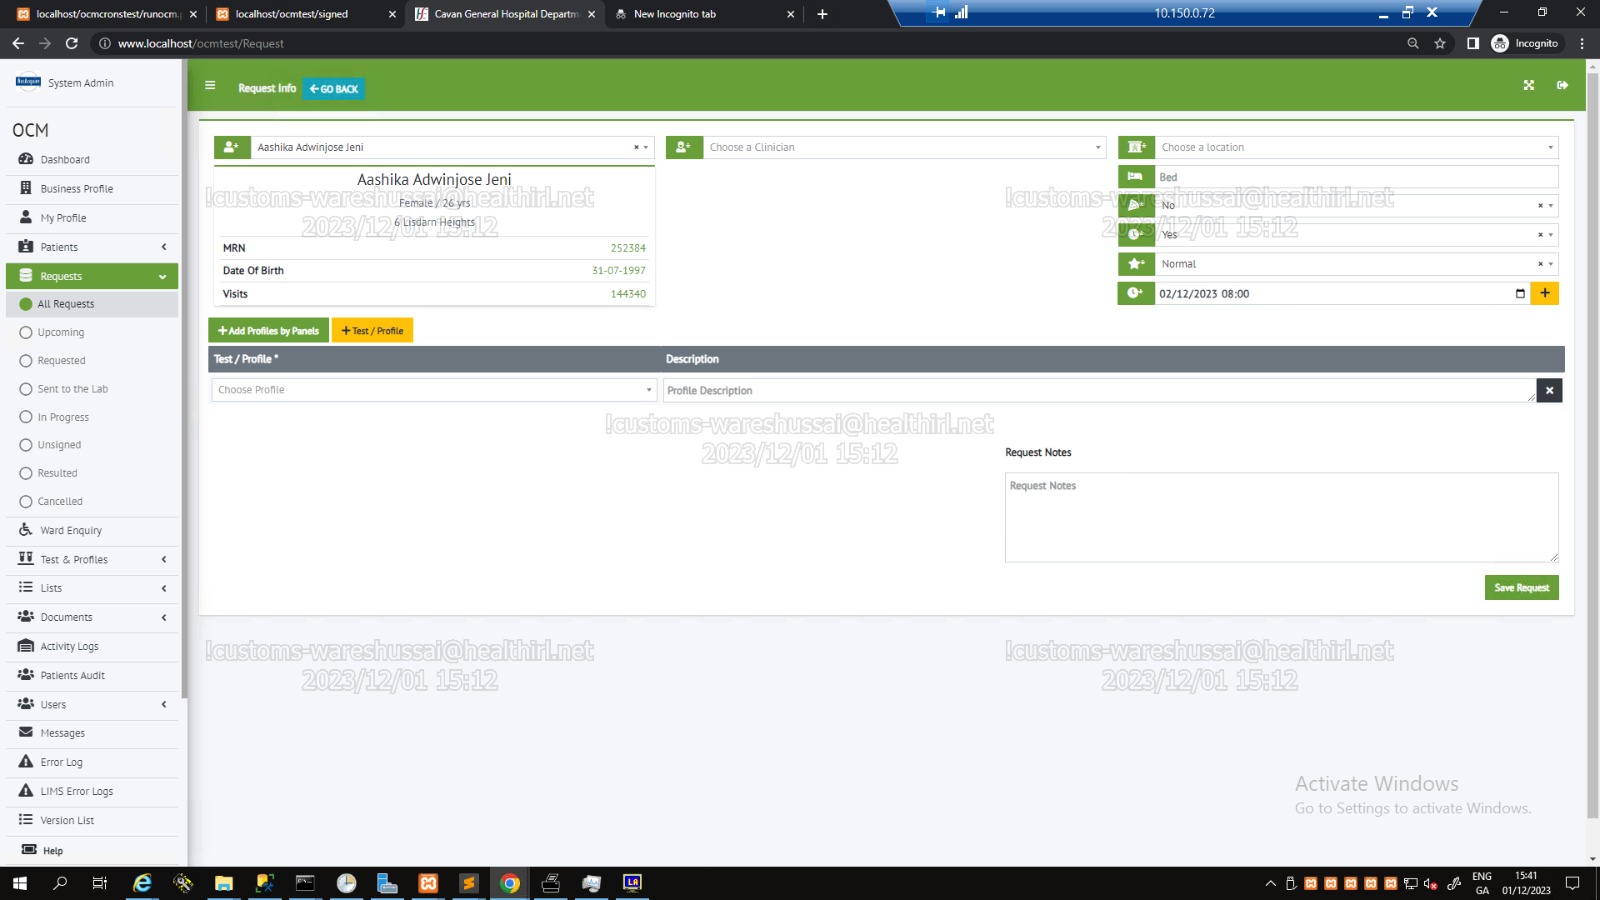 localhost/ocmcronstest/runocm.p
localhost/ocmtest/signed
Cavan General Hospital Departm
New Incognito tab
10.150.0.72
www.localhost/ocmtest/Request
Incognito
System Admin
Request Info
GO BACK
OCM
Dashboard
Business Profile
My Profile
Patients
Requests
All Requests
Upcoming
Requested
Sent to the Lab
In Progress
Unsigned
Resulted
Cancelled
Ward Enquiry
Test & Profiles
Lists
Documents
Activity Logs
Patients Audit
Users
Messages
Error Log
LIMS Error Logs
Version List
Help
Aashika Adwinjose Jeni
Choose a Clinician
Choose a location
Aashika Adwinjose Jeni
Female / 26 yrs
6 Lisdarn Heights
MRN 252384
Date Of Birth 31-07-1997
Visits 144340
Bed
No
Yes
Normal
02/12/2023 08:00
Add Profiles by Panels
Test / Profile
Test / Profile *
Description
Choose Profile
Profile Description
Request Notes
Request Notes
Save Request
!customs-wareshussai@healthirl.net
2023/12/01 15:12
!customs-wareshussai@healthirl.net
2023/12/01 15:12
!customs-wareshussai@healthirl.net
2023/12/01 15:12
!customs-wareshussai@healthirl.net
2023/12/01 15:12
!customs-wareshussai@healthirl.net
2023/12/01 15:12
Activate Windows
Go to Settings to activate Windows.
ENG
GA
15:41
01/12/2023